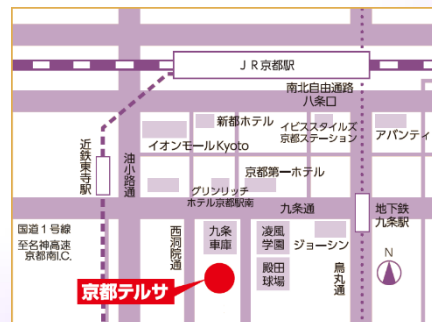 JR京都駅
南北自由通路
八条口
新都ホテル
イビススタイルズ
京都ステーション
アバンティ
イオンモールKyoto
近鉄東寺駅
油小路通
京都第一ホテル
グリンリッチ
ホテル京都駅南
九条通
地下鉄
九条駅
国道1号線
至名神高速
京都南I.C.
西洞院通
九条
車庫
凌風
学園
ジョーシン
殿田
球場
烏丸通
N
京都テルサ